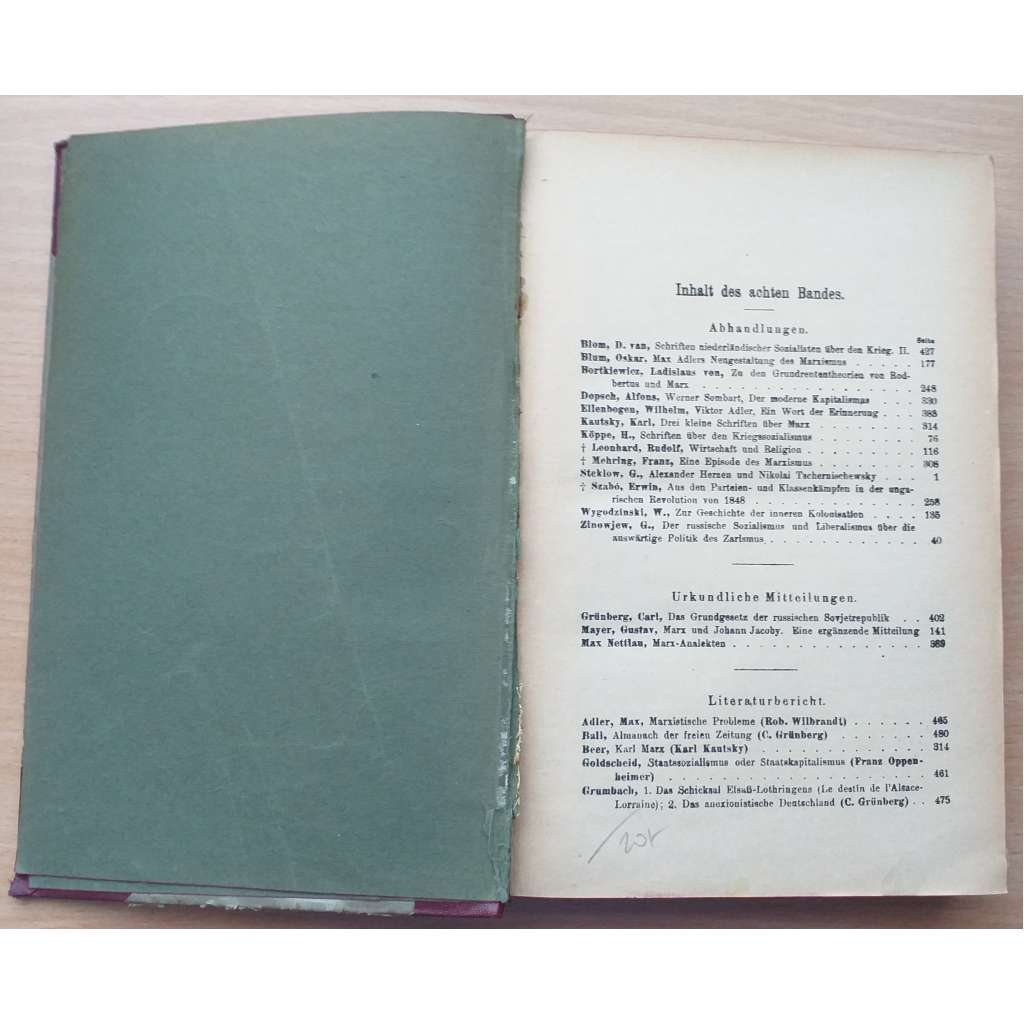 Inhalt des achten Bandes.
Abhandlungen.
Seite
Blom, D. van, Schriften niederländischer Sozialisten über den Krieg. II. 427
Blum, Oskar, Max Adlers Neugestaltung des Marxismus . . . . . . 177
Bortkiewicz, Ladislaus von, Zu den Grundrententheorien von Rod-
bertus und Marx . . . . . . . . . . . . . . . . . 248
Dopsch, Alfons, Werner Sombart, Der moderne Kapitalismus . . . 330
Ellenbogen, Wilhelm, Viktor Adler, Ein Wort der Erinnerung . . . . 383
Kautsky, Karl, Drei kleine Schriften über Marx . . . . . . . . . . 314
Köppe, H., Schriften über den Kriegssozialismus . . . . . . . . . 76
† Leonhard, Rudolf, Wirtschaft und Religion . . . . . . . . . . 116
† Mehring, Franz, Eine Episode des Marxismus . . . . . . . . . 308
Steklow, G., Alexander Herzen und Nikolai Tschernischewsky . . . . 1
† Szabó, Erwin, Aus den Parteien- und Klassenkämpfen in der unga-
rischen Revolution von 1848 . . . . . . . . . . . . . 258
Wygodzinski, W., Zur Geschichte der inneren Kolonisation . . . . 135
Zinowjew, G., Der russische Sozialismus und Liberalismus über die
auswärtige Politik des Zarismus . . . . . . . . . . . . 40
Urkundliche Mitteilungen.
Grünberg, Carl, Das Grundgesetz der russischen Sovjetrepublik . . 402
Mayer, Gustav, Marx und Johann Jacoby. Eine ergänzende Mitteilung 141
Max Nettlau, Marx-Analekten . . . . . . . . . . . . . . 389
Literaturbericht.
Adler, Max, Marxistische Probleme (Rob. Wilbrandt) . . . . . . 465
Ball, Almanach der freien Zeitung (C. Grünberg) . . . . . . . . 480
Beer, Karl Marx (Karl Kautsky) . . . . . . . . . . . . . . 314
Goldscheid, Staatssozialismus oder Staatskapitalismus (Franz Oppen-
heimer) . . . . . . . . . . . . . . . . . . . . 461
Grumbach, 1. Das Schicksal Elsaß-Lothringens (Le destin de l'Alsace-
Lorraine); 2. Das anexionistische Deutschland (C. Grünberg) . . 475